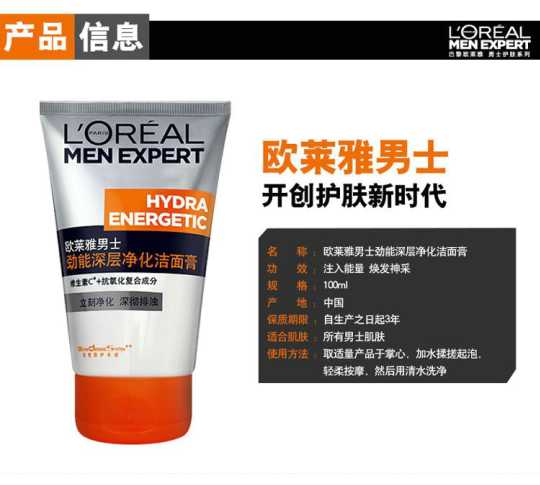 产品 信息
L'ORÉAL
MEN EXPERT
巴黎欧莱雅 男士护肤系列
L'ORÉAL
PARIS
MEN EXPERT
HYDRA
ENERGETIC
欧莱雅男士
劲能深层净化洁面膏
维生素C*+抗氧化复合成分
立刻净化 深彻排油
欧莱雅男士
开创护肤新时代
名 称：欧莱雅男士劲能深层净化洁面膏
功 效：注入能量 焕发神采
规 格：100ml
产 地：中国
保质期限：自生产之日起3年
适合肌肤：所有男士肌肤
使用方法：取适量产品于掌心，加水揉搓起泡，
轻柔按摩，然后用清水洗净